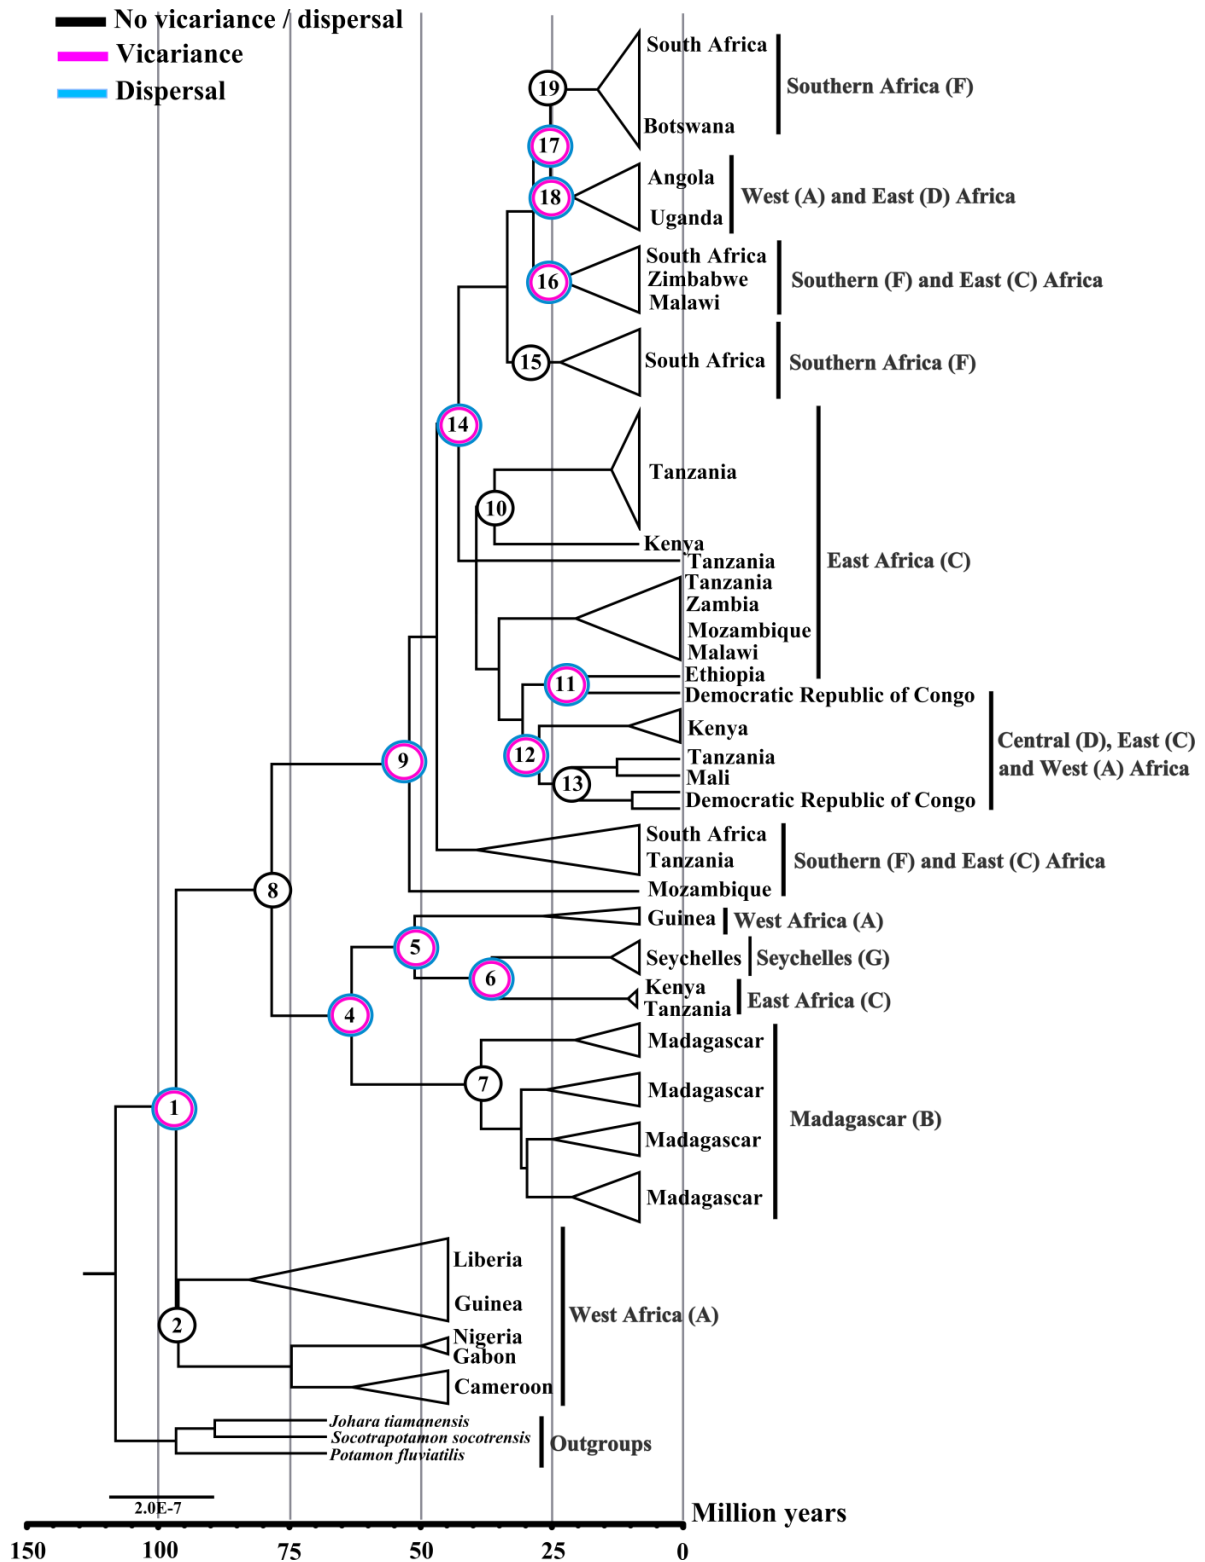 No vicariance / dispersal
Vicariance
Dispersal
South Africa
19
Southern Africa (F)
Botswana
17
Angola
18
West (A) and East (D) Africa
Uganda
South Africa
16
Zimbabwe
Southern (F) and East (C) Africa
Malawi
15
South Africa
Southern Africa (F)
14
Tanzania
10
Kenya
Tanzania
East Africa (C)
Tanzania
Zambia
Mozambique
Malawi
Ethiopia
11
Democratic Republic of Congo
Kenya
Central (D), East (C)
and West (A) Africa
12
9
Tanzania
Mali
13
Democratic Republic of Congo
South Africa
Tanzania
Southern (F) and East (C) Africa
8
Mozambique
Guinea
West Africa (A)
5
Seychelles
Seychelles (G)
6
Kenya
Tanzania
East Africa (C)
4
Madagascar
7
Madagascar
1
Madagascar (B)
Madagascar
Madagascar
Liberia
Guinea
West Africa (A)
2
Nigeria
Gabon
Cameroon
Johara tiamanensis
Socotrapotamon socotrensis
Outgroups
Potamon fluviatilis
2.0E-7
Million years
150 100 75 50 25 0